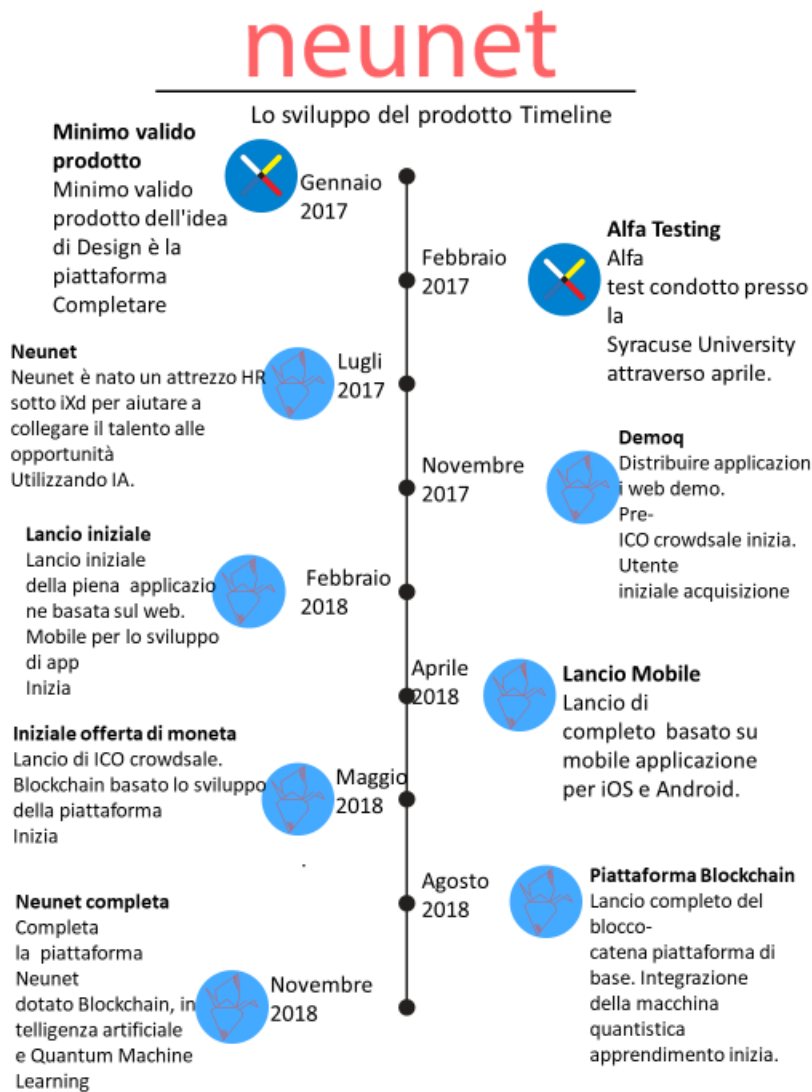 neunet
Lo sviluppo del prodotto Timeline
Minimo valido
prodotto
Minimo valido
prodotto dell'idea
di Design è la
piattaforma
Completare
Gennaio
2017
Febbraio
2017
Alfa Testing
Alfa
test condotto presso
la
Syracuse University
attraverso aprile.
Neunet
Neunet è nato un attrezzo HR
sotto iXd per aiutare a
collegare il talento alle
opportunità
Utilizzando IA.
Lugli
2017
Novembre
2017
Demoq
Distribuire applicazion
i web demo.
Pre-
ICO crowdsale inizia.
Utente
iniziale acquisizione
Lancio iniziale
Lancio iniziale
della piena applicazio
ne basata sul web.
Mobile per lo sviluppo
di app
Inizia
Febbraio
2018
Aprile
2018
Lancio Mobile
Lancio di
completo basato su
mobile applicazione
per iOS e Android.
Iniziale offerta di moneta
Lancio di ICO crowdsale.
Blockchain basato lo sviluppo
della piattaforma
Inizia
Maggio
2018
Agosto
2018
Piattaforma Blockchain
Lancio completo del
blocco-
catena piattaforma di
base. Integrazione
della macchina
quantistica
apprendimento inizia.
Neunet completa
Completa
la piattaforma
Neunet
dotato Blockchain, in
telligenza artificiale
e Quantum Machine
Learning
Novembre
2018